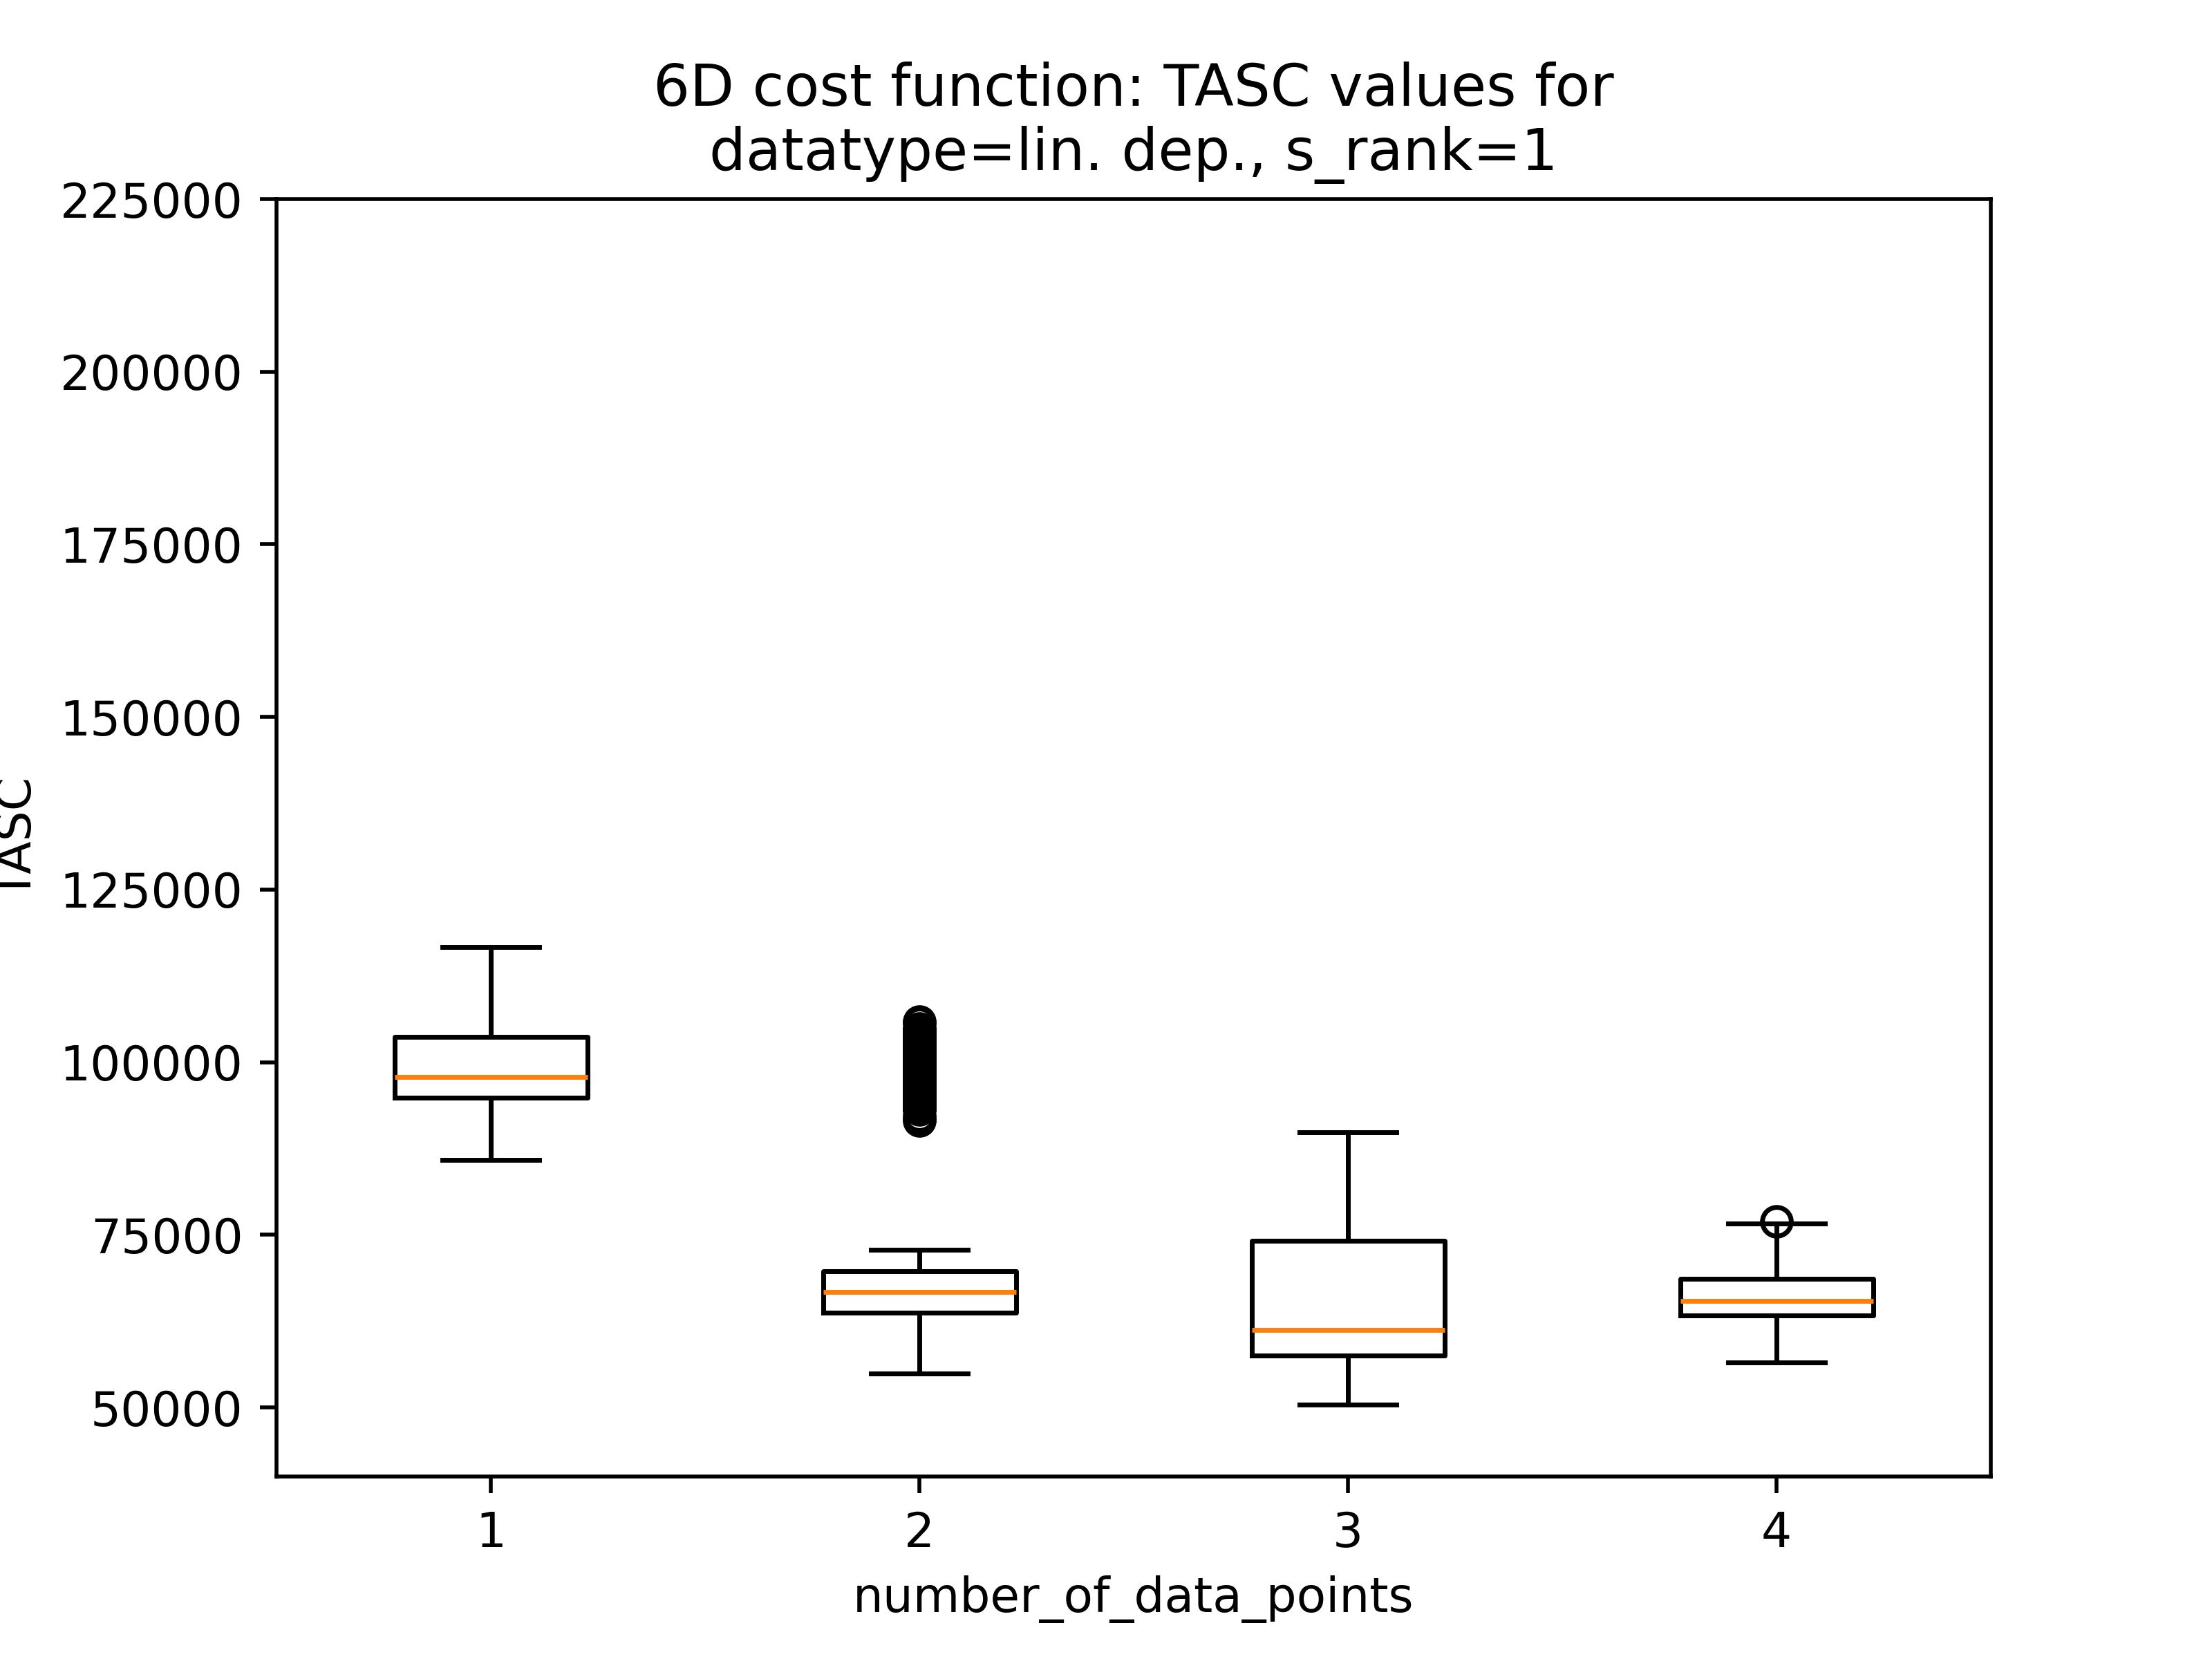 6D cost function: TASC values for
datatype=lin. dep., s_rank=1
225000
200000
175000
150000
125000
100000
75000
50000
TASC
1 2 3 4
number_of_data_points